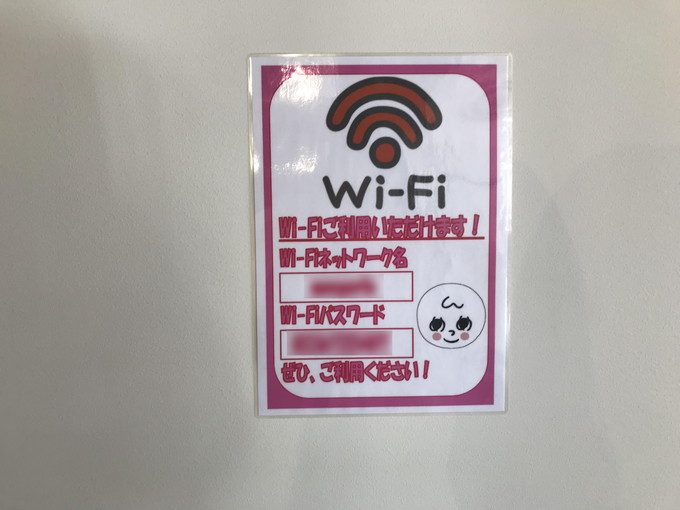 Wi-Fi
Wi-Fiご利用いただけます！
Wi-Fiネットワーク名
Wi-Fiパスワード
ぜひ、ご利用ください！